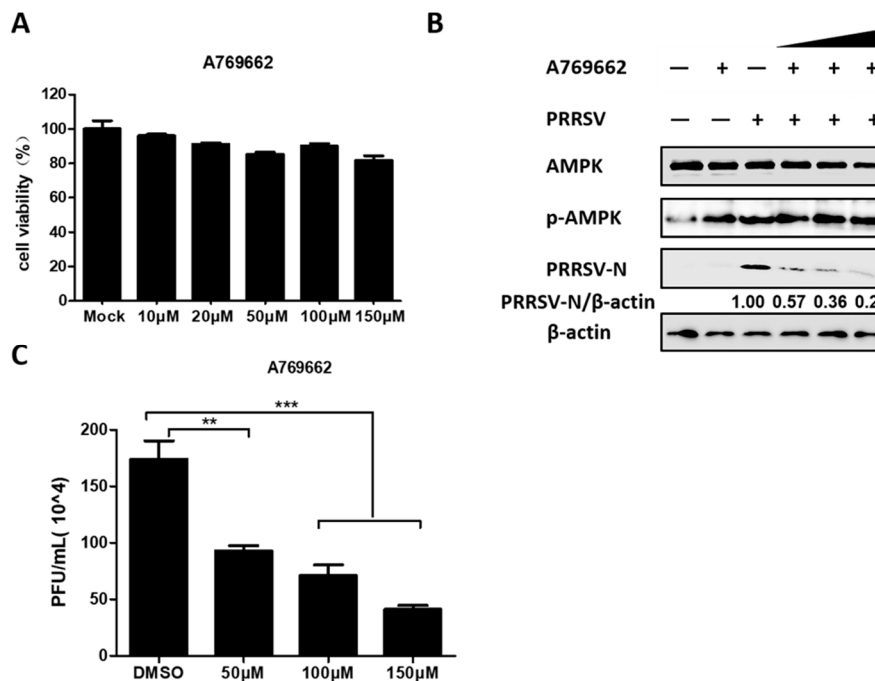 A
A769662
cell viability (%)
120
100
80
60
40
20
0
Mock 10μM 20μM 50μM 100μM 150μM
B
A769662 — + — + + +
PRRSV — — + + + +
AMPK
p-AMPK
PRRSV-N
PRRSV-N/β-actin 1.00 0.57 0.36 0.2
β-actin
C
A769662
***
**
PFU/mL( 10^4)
200
150
100
50
0
DMSO 50μM 100μM 150μM